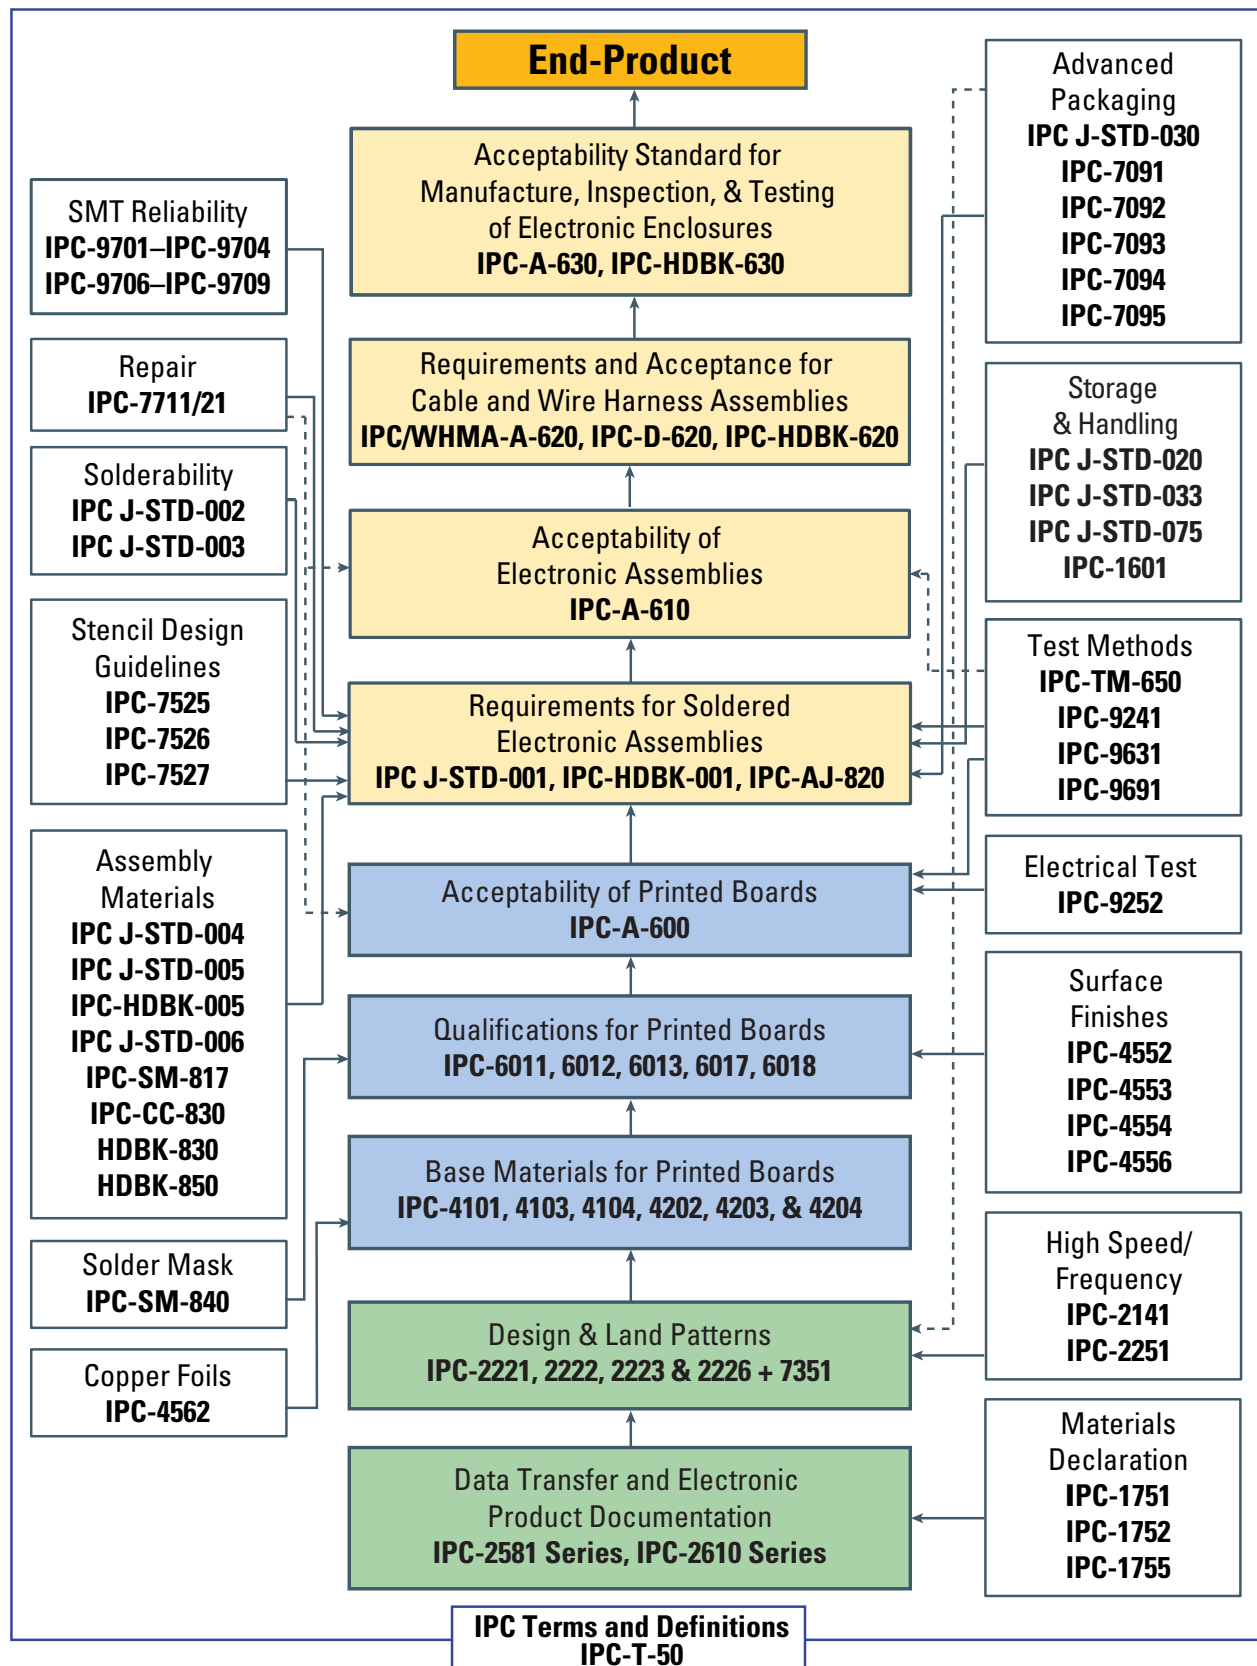 End-Product
Acceptability Standard for
Manufacture, Inspection, & Testing
of Electronic Enclosures
IPC-A-630, IPC-HDBK-630
Requirements and Acceptance for
Cable and Wire Harness Assemblies
IPC/WHMA-A-620, IPC-D-620, IPC-HDBK-620
Acceptability of
Electronic Assemblies
IPC-A-610
Requirements for Soldered
Electronic Assemblies
IPC J-STD-001, IPC-HDBK-001, IPC-AJ-820
Acceptability of Printed Boards
IPC-A-600
Qualifications for Printed Boards
IPC-6011, 6012, 6013, 6017, 6018
Base Materials for Printed Boards
IPC-4101, 4103, 4104, 4202, 4203, & 4204
Design & Land Patterns
IPC-2221, 2222, 2223 & 2226 + 7351
Data Transfer and Electronic
Product Documentation
IPC-2581 Series, IPC-2610 Series
SMT Reliability
IPC-9701–IPC-9704
IPC-9706–IPC-9709
Repair
IPC-7711/21
Solderability
IPC J-STD-002
IPC J-STD-003
Stencil Design
Guidelines
IPC-7525
IPC-7526
IPC-7527
Assembly
Materials
IPC J-STD-004
IPC J-STD-005
IPC-HDBK-005
IPC J-STD-006
IPC-SM-817
IPC-CC-830
HDBK-830
HDBK-850
Solder Mask
IPC-SM-840
Copper Foils
IPC-4562
Advanced
Packaging
IPC J-STD-030
IPC-7091
IPC-7092
IPC-7093
IPC-7094
IPC-7095
Storage
& Handling
IPC J-STD-020
IPC J-STD-033
IPC J-STD-075
IPC-1601
Test Methods
IPC-TM-650
IPC-9241
IPC-9631
IPC-9691
Electrical Test
IPC-9252
Surface
Finishes
IPC-4552
IPC-4553
IPC-4554
IPC-4556
High Speed/
Frequency
IPC-2141
IPC-2251
Materials
Declaration
IPC-1751
IPC-1752
IPC-1755
IPC Terms and Definitions
IPC-T-50